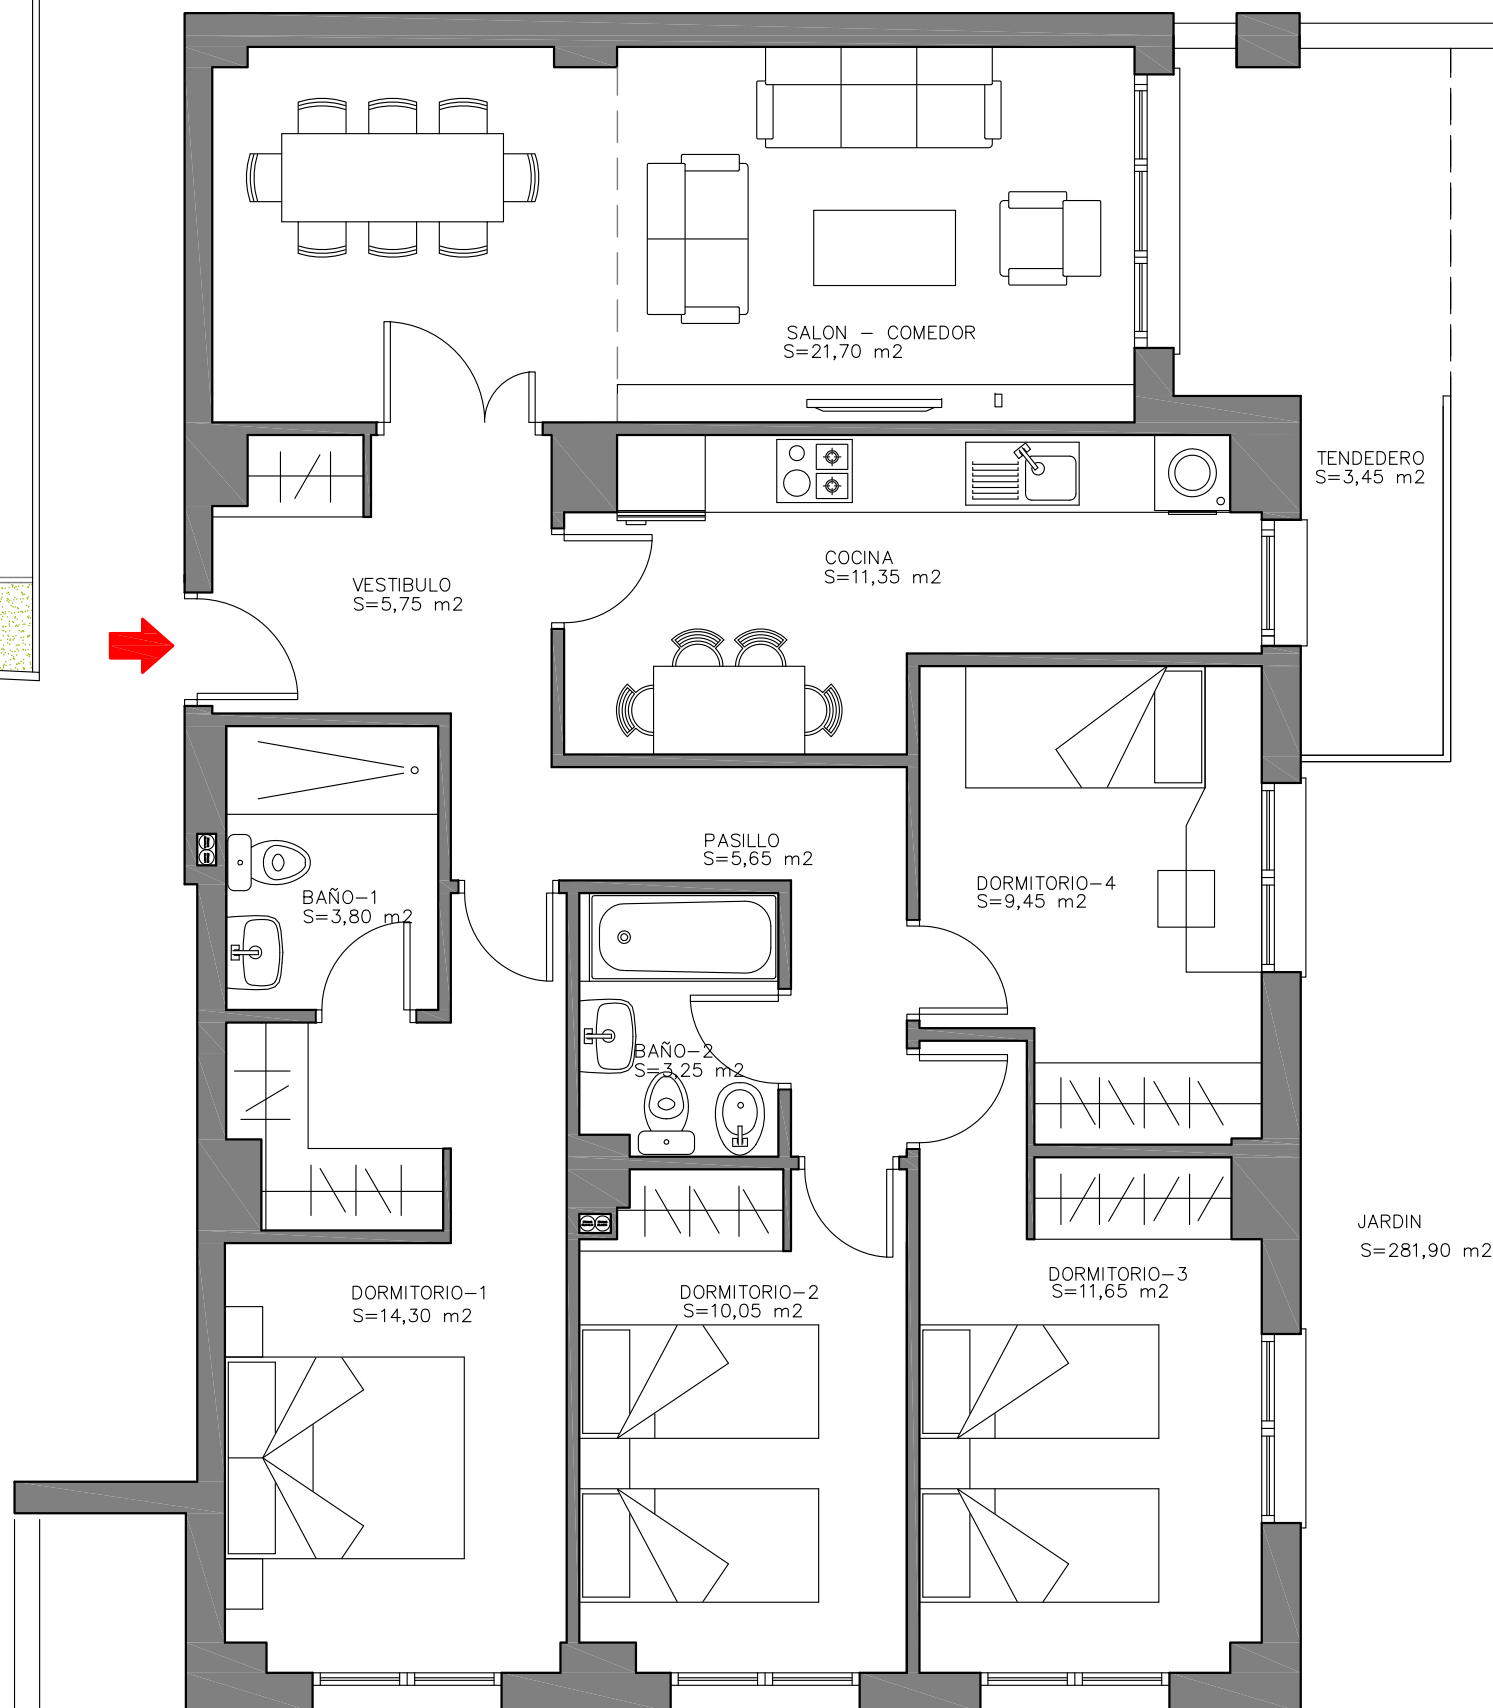 SALON - COMEDOR
S=21,70 m2
TENDEDERO
S=3,45 m2
COCINA
S=11,35 m2
VESTIBULO
S=5,75 m2
PASILLO
S=5,65 m2
DORMITORIO-4
S=9,45 m2
BAÑO-1
S=3,80 m2
BAÑO-2
S=3,25 m2
JARDIN
S=281,90 m2
DORMITORIO-3
S=11,65 m2
DORMITORIO-1
S=14,30 m2
DORMITORIO-2
S=10,05 m2